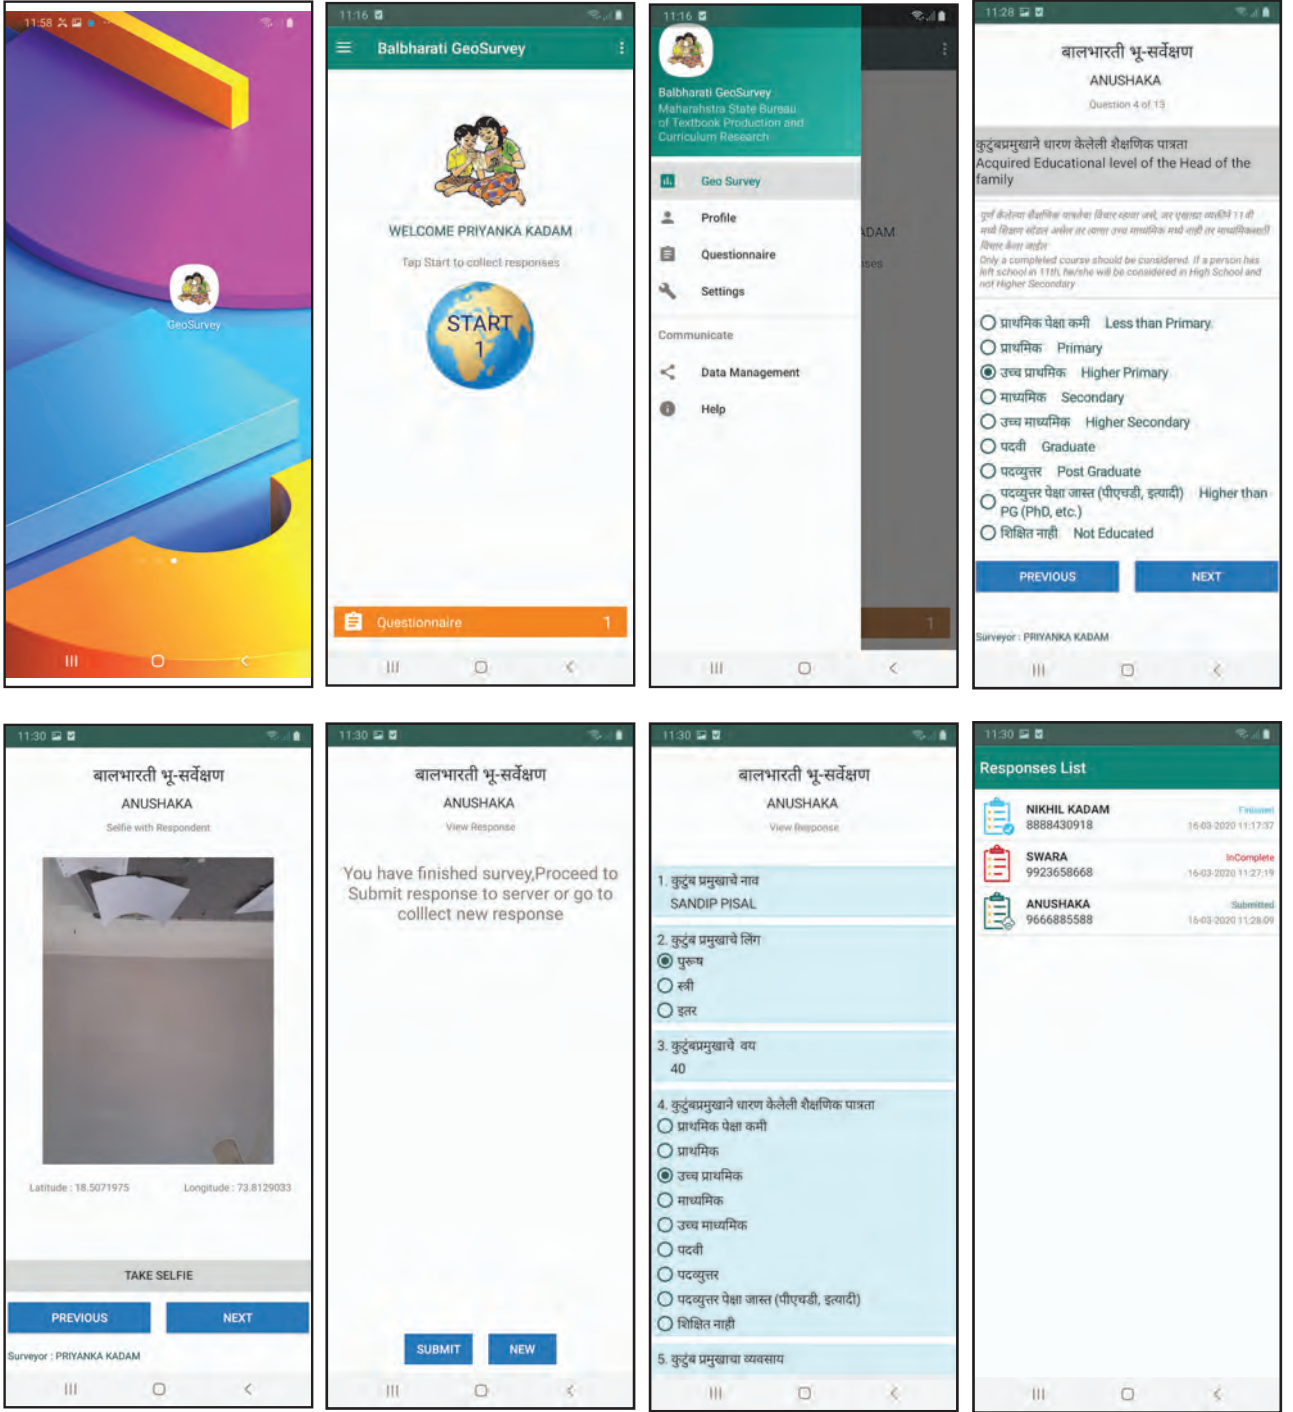 11:58
GeoSurvey
11:16
Balbharati GeoSurvey
WELCOME PRIYANKA KADAM
Tap Start to collect responses
START
1
Questionnaire 1
11:16
Balbharati GeoSurvey
Maharahstra State Bureau
of Textbook Production and
Curriculum Research
Geo Survey
Profile
Questionnaire
Settings
Communicate
Data Management
Help
ADAM
ses
1
11:28
बालभारती भू-सर्वेक्षण
ANUSHAKA
Question 4 of 13
कुटुंबप्रमुखाने धारण केलेली शैक्षणिक पात्रता
Acquired Educational level of the Head of the
family
Only a completed course should be considered. If a person has
left school in 11th, he/she will be considered in High School and
not Higher Secondary
प्राथमिक पेक्षा कमी Less than Primary
प्राथमिक Primary
उच्च प्राथमिक Higher Primary
माध्यमिक Secondary
उच्च माध्यमिक Higher Secondary
पदवी Graduate
पदव्युत्तर Post Graduate
पदव्युत्तर पेक्षा जास्त (पीएचडी, इत्यादी) Higher than
PG (PhD, etc.)
शिक्षित नाही Not Educated
PREVIOUS NEXT
Surveyor : PRIYANKA KADAM
11:30
बालभारती भू-सर्वेक्षण
ANUSHAKA
Selfie with Respondent
Latitude : 18.5071975 Longitude : 73.8129033
TAKE SELFIE
PREVIOUS NEXT
Surveyor : PRIYANKA KADAM
11:30
बालभारती भू-सर्वेक्षण
ANUSHAKA
View Response
You have finished survey,Proceed to
Submit response to server or go to
colllect new response
SUBMIT NEW
11:30
बालभारती भू-सर्वेक्षण
ANUSHAKA
View Response
1. कुटुंब प्रमुखाचे नाव
SANDIP PISAL
2. कुटुंब प्रमुखाचे लिंग
पुरूष
स्त्री
इतर
3. कुटुंबप्रमुखाचे वय
40
4. कुटुंबप्रमुखाने धारण केलेली शैक्षणिक पात्रता
प्राथमिक पेक्षा कमी
प्राथमिक
उच्च प्राथमिक
माध्यमिक
उच्च माध्यमिक
पदवी
पदव्युत्तर
पदव्युत्तर पेक्षा जास्त (पीएचडी, इत्यादी)
शिक्षित नाही
5. कुटुंब प्रमुखाचा व्यवसाय
11:30
Responses List
NIKHIL KADAM Finished
8888430918 16-03-2020 11:17:37
SWARA InComplete
9923658668 16-03-2020 11:27:19
ANUSHAKA Submitted
9666885588 16-03-2020 11:28:09